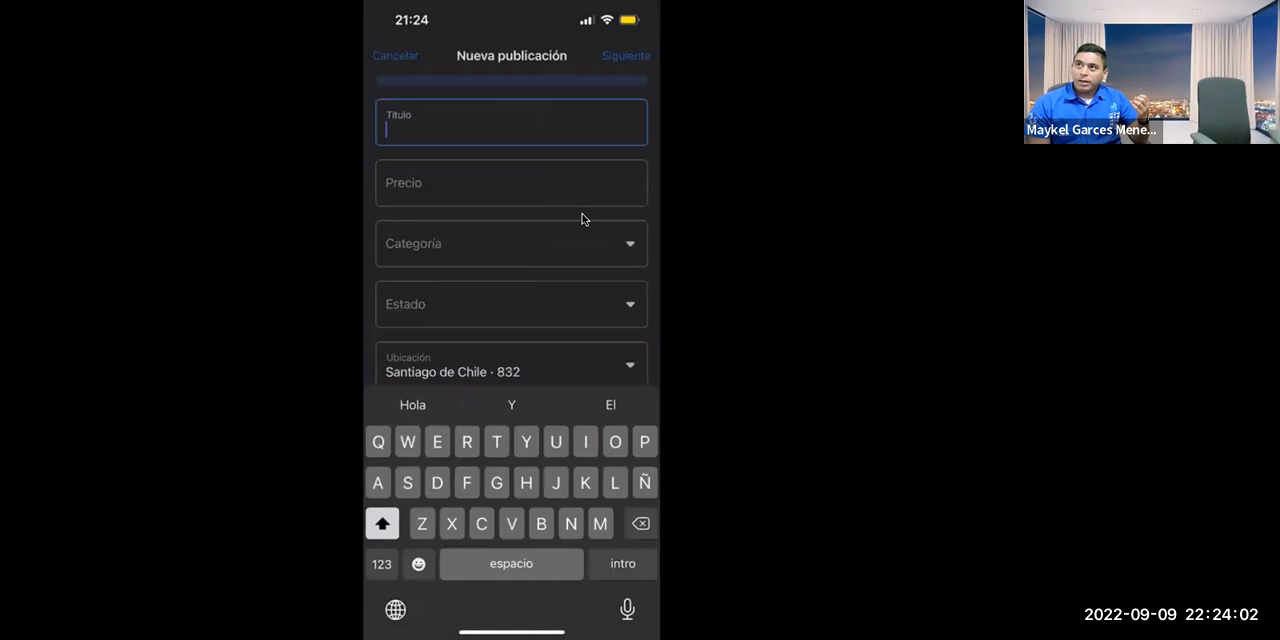 21:24
Cancelar
Nueva publicación
Siguiente
Título
Precio
Categoría
Estado
Ubicación
Santiago de Chile · 832
Hola Y El
Q W E R T Y U I O P
A S D F G H J K L Ñ
Z X C V B N M
123 espacio intro
Maykel Garces Mene...
2022-09-09 22:24:02